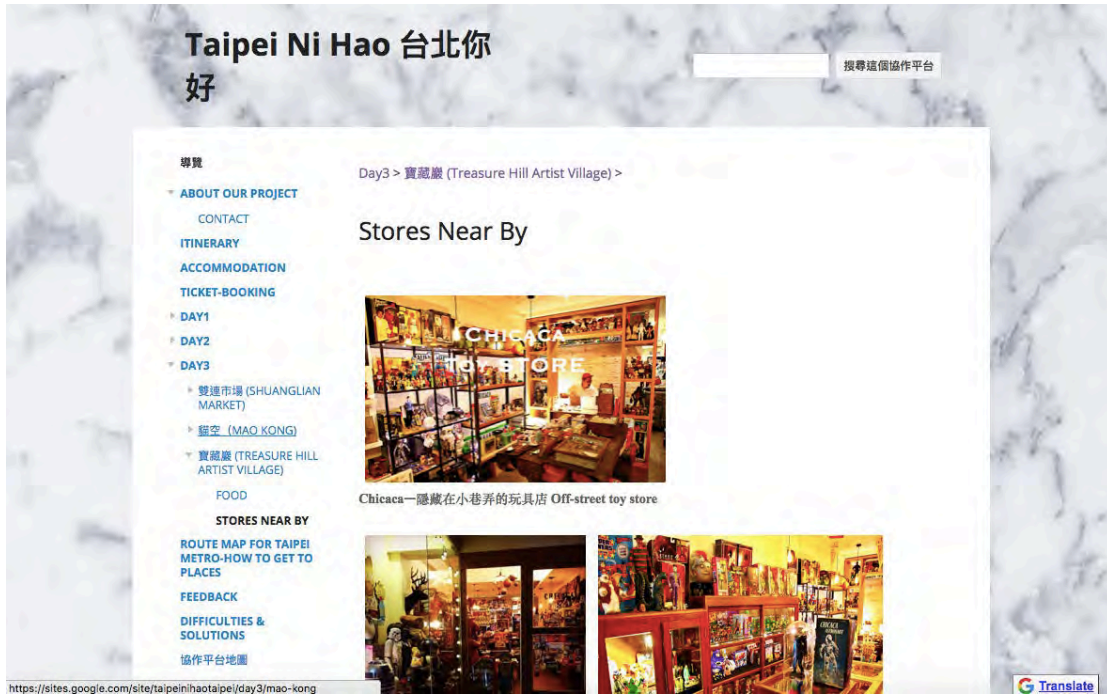 Taipei Ni Hao 台北你
好
搜尋這個協作平台
導覽
ABOUT OUR PROJECT
CONTACT
ITINERARY
ACCOMMODATION
TICKET-BOOKING
DAY1
DAY2
DAY3
雙連市場 (SHUANGLIAN
MARKET)
貓空 (MAO KONG)
寶藏巖 (TREASURE HILL
ARTIST VILLAGE)
FOOD
STORES NEAR BY
ROUTE MAP FOR TAIPEI
METRO-HOW TO GET TO
PLACES
FEEDBACK
DIFFICULTIES &
SOLUTIONS
協作平台地圖
Day3 > 寶藏巖 (Treasure Hill Artist Village) >
Stores Near By
CHICACA
TOY STORE
Chicaca一隱藏在小巷弄的玩具店 Off-street toy store
CHICACA
https://sites.google.com/site/taipeinihaotaipei/day3/mao-kong
Translate